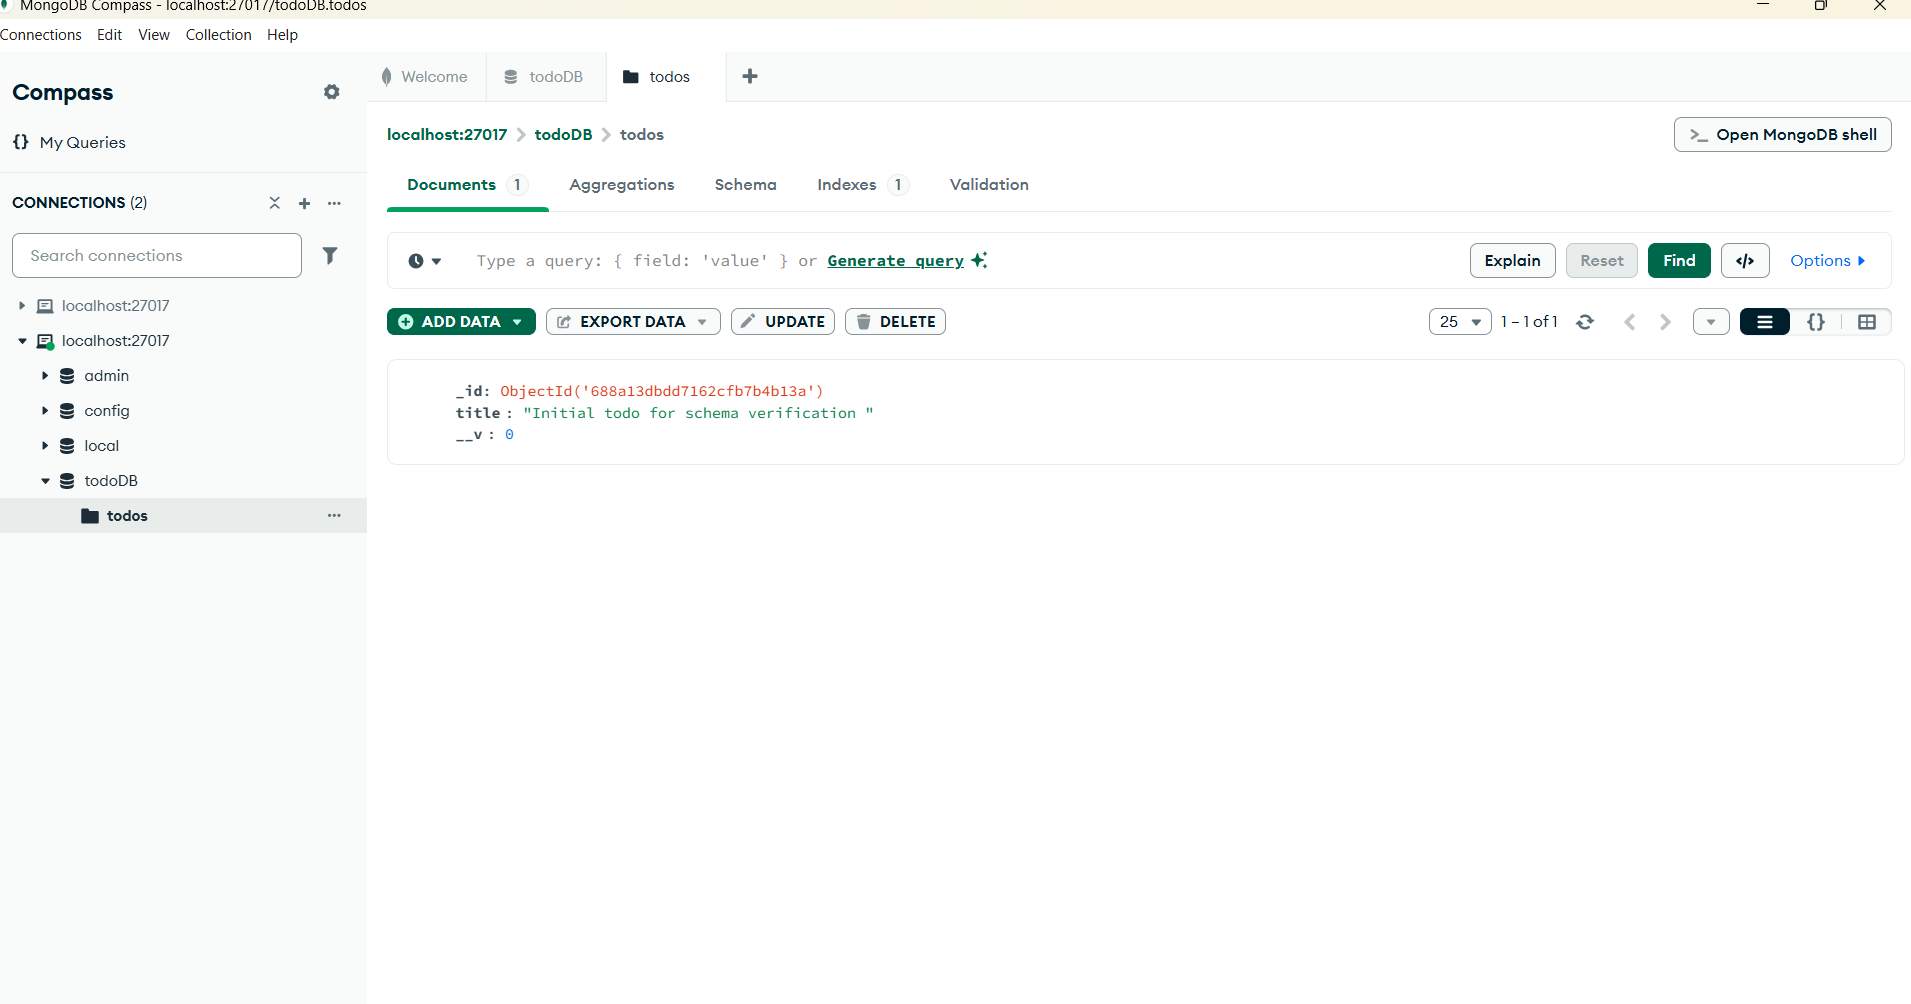 MongoDB Compass - localhost:27017/todoDB.todos
Connections Edit View Collection Help
Compass
{} My Queries
CONNECTIONS (2)
Search connections
localhost:27017
localhost:27017
admin
config
local
todoDB
todos
Welcome todoDB todos
localhost:27017 > todoDB > todos
>_ Open MongoDB shell
Documents 1 Aggregations Schema Indexes 1 Validation
Type a query: { field: 'value' } or Generate query
Explain Reset Find </> Options
ADD DATA EXPORT DATA UPDATE DELETE
25 1 – 1 of 1 {}
_id: ObjectId('688a13dbdd7162cfb7b4b13a')
title : "Initial todo for schema verification "
__v : 0